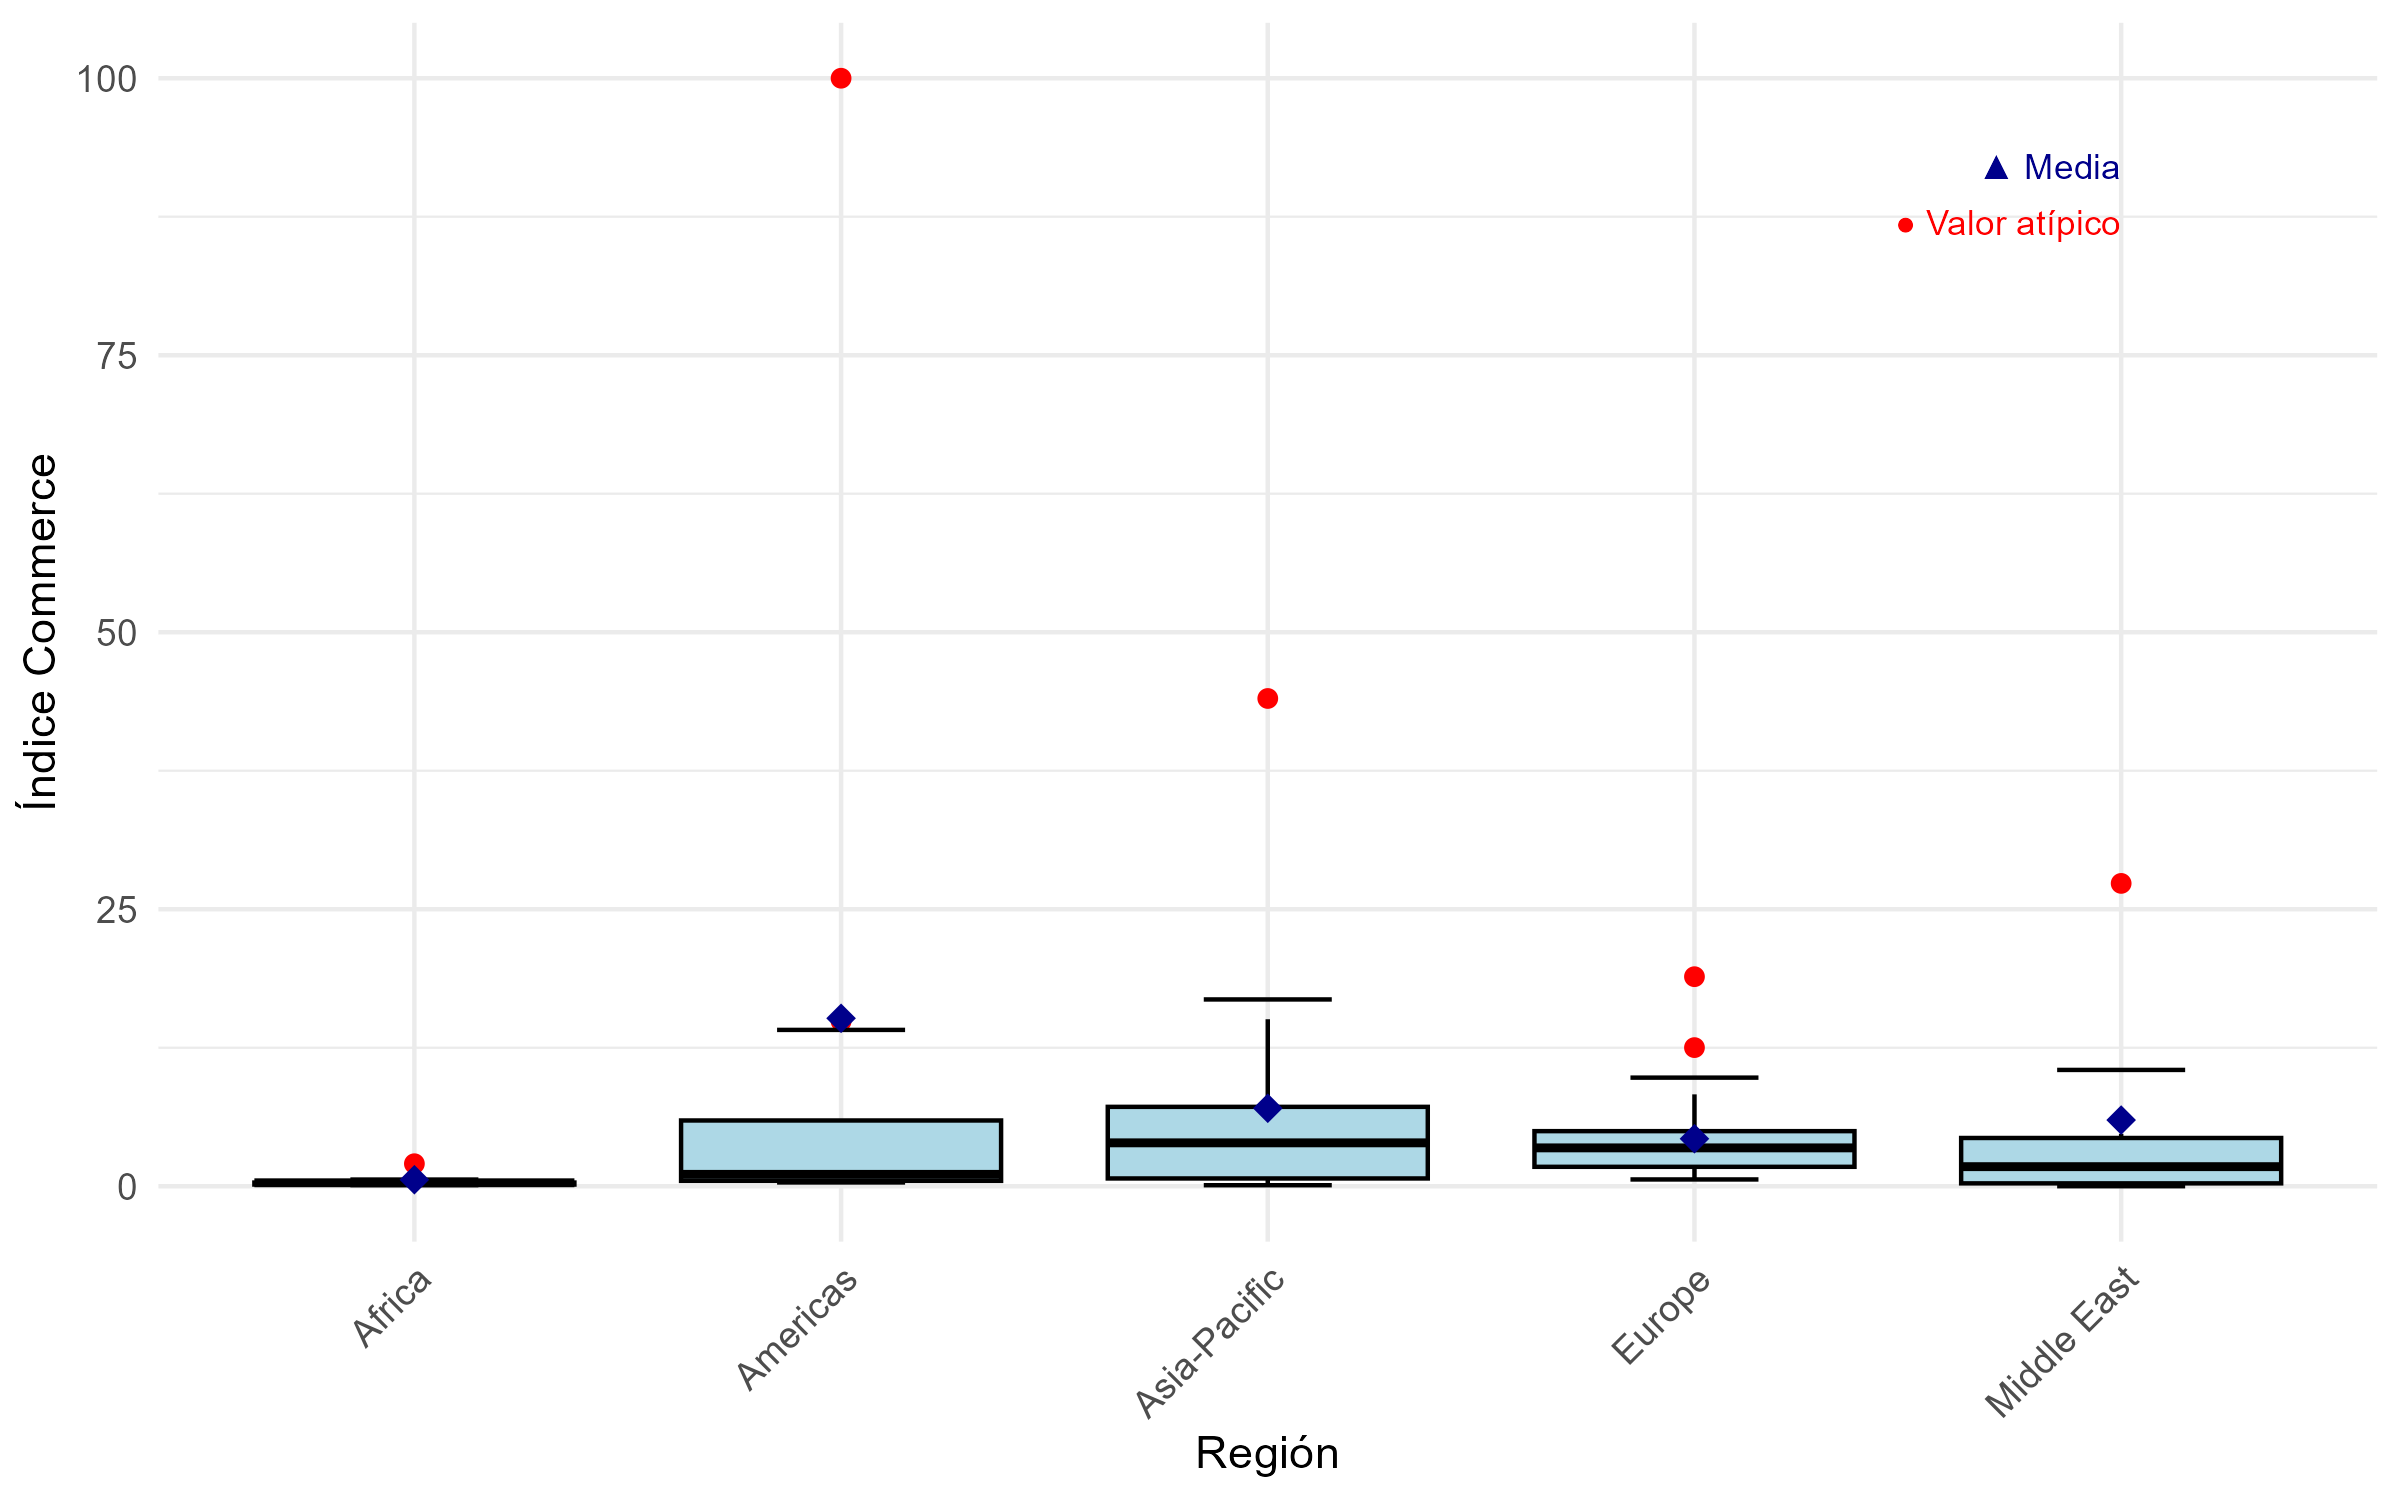 100
75
50
25
0
Índice Commerce
▲ Media
● Valor atípico
Africa
Americas
Asia-Pacific
Europe
Middle East
Región